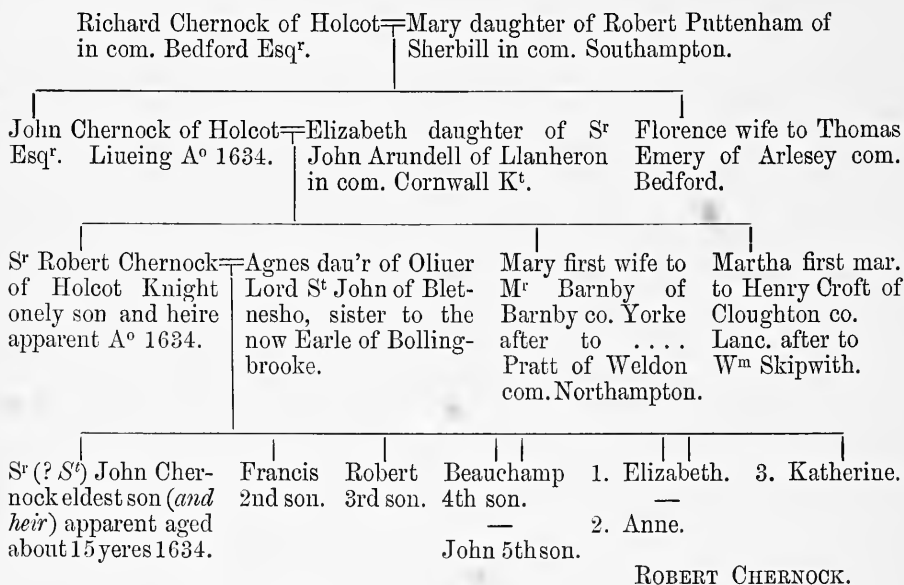 Richard Chernock of Holcot=Mary daughter of Robert Puttenham of
in com. Bedford Esqʳ.
Sherbill in com. Southampton.
John Chernock of Holcot=Elizabeth daughter of Sʳ
Esqʳ. Liueing Aº 1634.
John Arundell of Llanheron
in com. Cornwall Kᵗ.
Florence wife to Thomas
Emery of Arlesey com.
Bedford.
Sʳ Robert Chernock=Agnes dau'r of Oliuer
of Holcot Knight
onely son and heire
apparent Aº 1634.
Lord Sᵗ John of Blet-
nesho, sister to the
now Earle of Bolling-
brooke.
Mary first wife to
Mʳ Barnby of
Barnby co. Yorke
after to ....
Pratt of Weldon
com. Northampton.
Martha first mar.
to Henry Croft of
Cloughton co.
Lanc. after to
Wᵐ Skipwith.
Sʳ (? Sᵗ) John Cher-
nock eldest son (and
heir) apparent aged
about 15 yeres 1634.
Francis
2nd son.
Robert
3rd son.
Beauchamp
4th son.
—
John 5th son.
1. Elizabeth.
—
2. Anne.
3. Katherine.
ROBERT CHERNOCK.